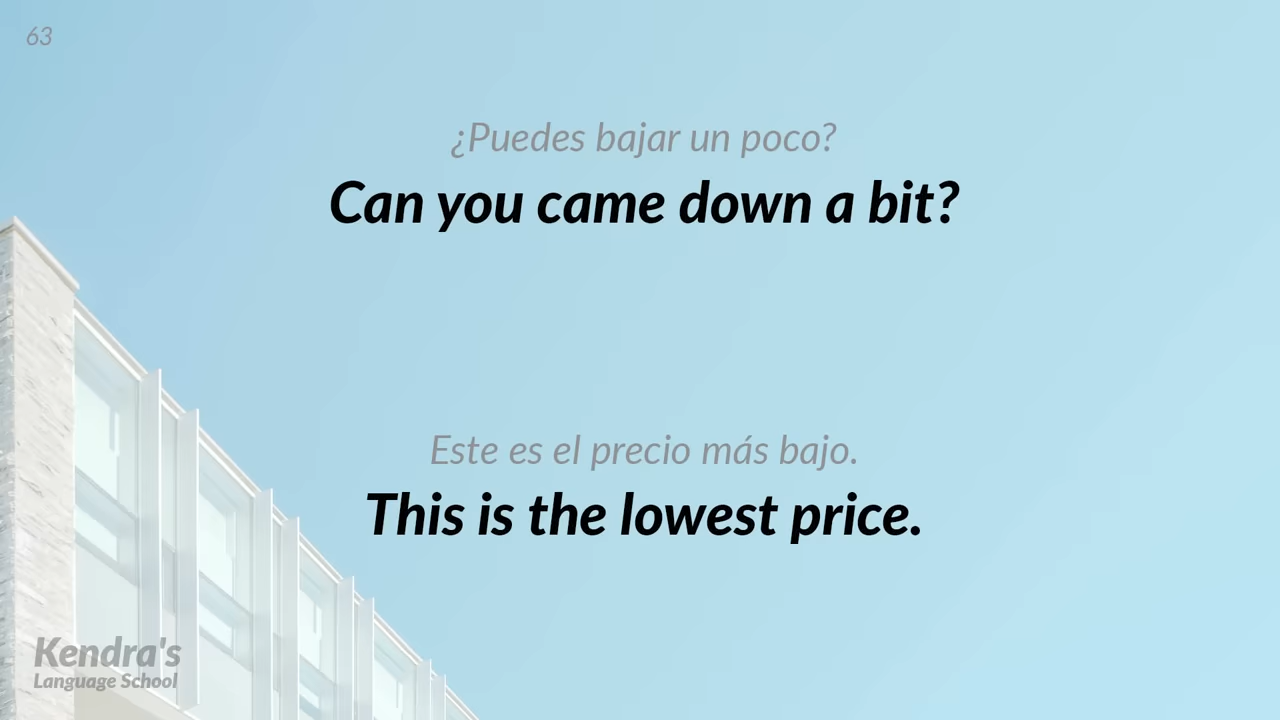 63
¿Puedes bajar un poco?
Can you came down a bit?
Este es el precio más bajo.
This is the lowest price.
Kendra's
Language School